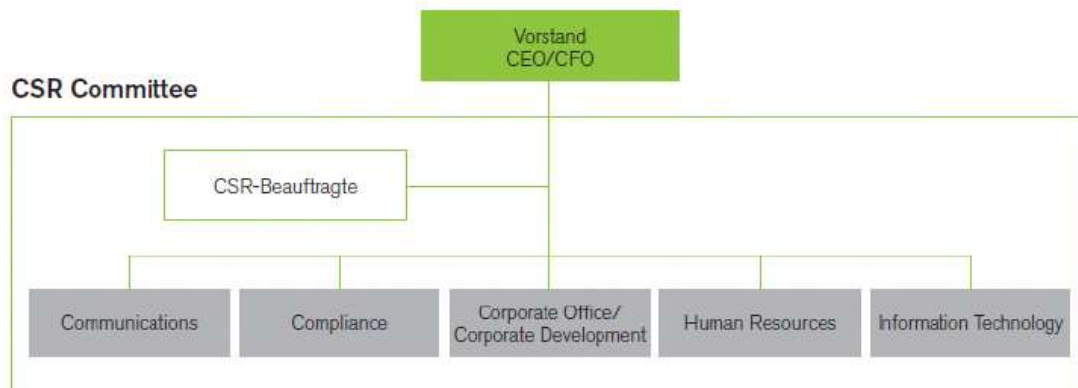 Vorstand
CEO/CFO
CSR Committee
CSR-Beauftragte
Communications
Compliance
Corporate Office/
Corporate Development
Human Resources
Information Technology